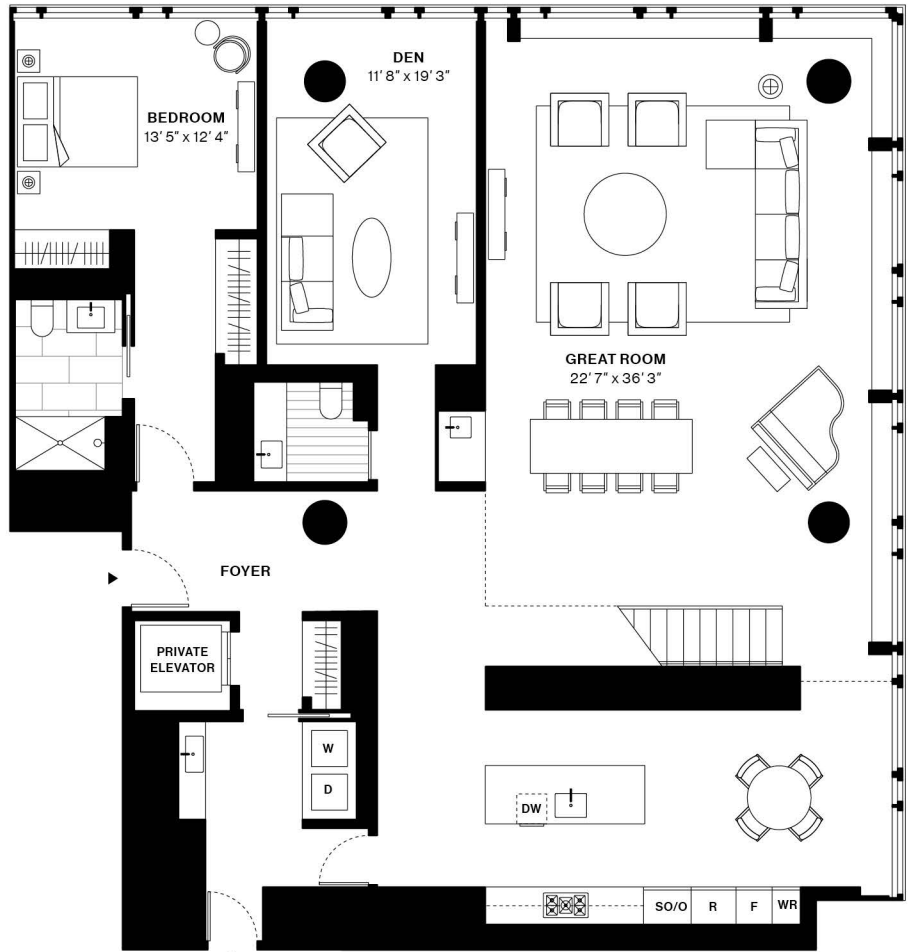 DEN
11' 8" x 19' 3"
BEDROOM
13' 5" x 12' 4"
GREAT ROOM
22' 7" x 36' 3"
FOYER
PRIVATE
ELEVATOR
W
D
DW
SO/O
R
F
WR